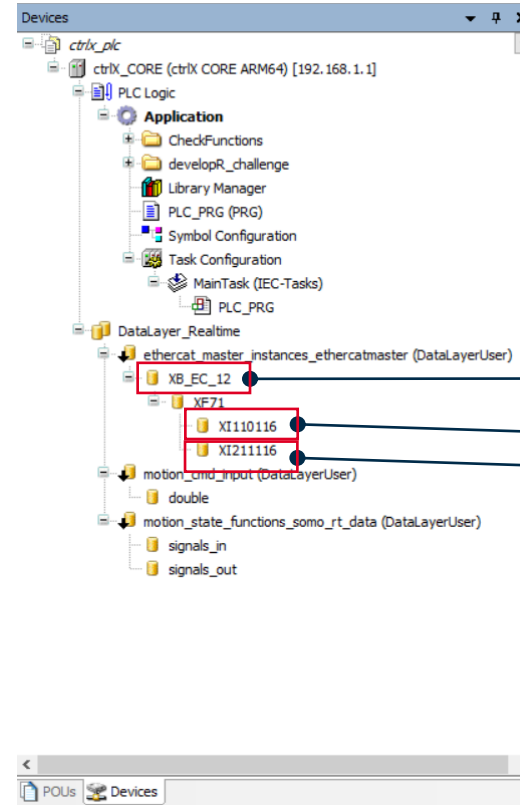 Devices
ctrlx_plc
ctrlX_CORE (ctrlX CORE ARM64) [192.168.1.1]
PLC Logic
Application
CheckFunctions
developR_challenge
Library Manager
PLC_PRG (PRG)
Symbol Configuration
Task Configuration
MainTask (IEC-Tasks)
PLC_PRG
DataLayer_Realtime
ethercat_master_instances_ethercatmaster (DataLayerUser)
XB_EC_12
XF71
XI110116
XI211116
motion_cmd_input (DataLayerUser)
double
motion_state_functions_somo_rt_data (DataLayerUser)
signals_in
signals_out
POUs Devices